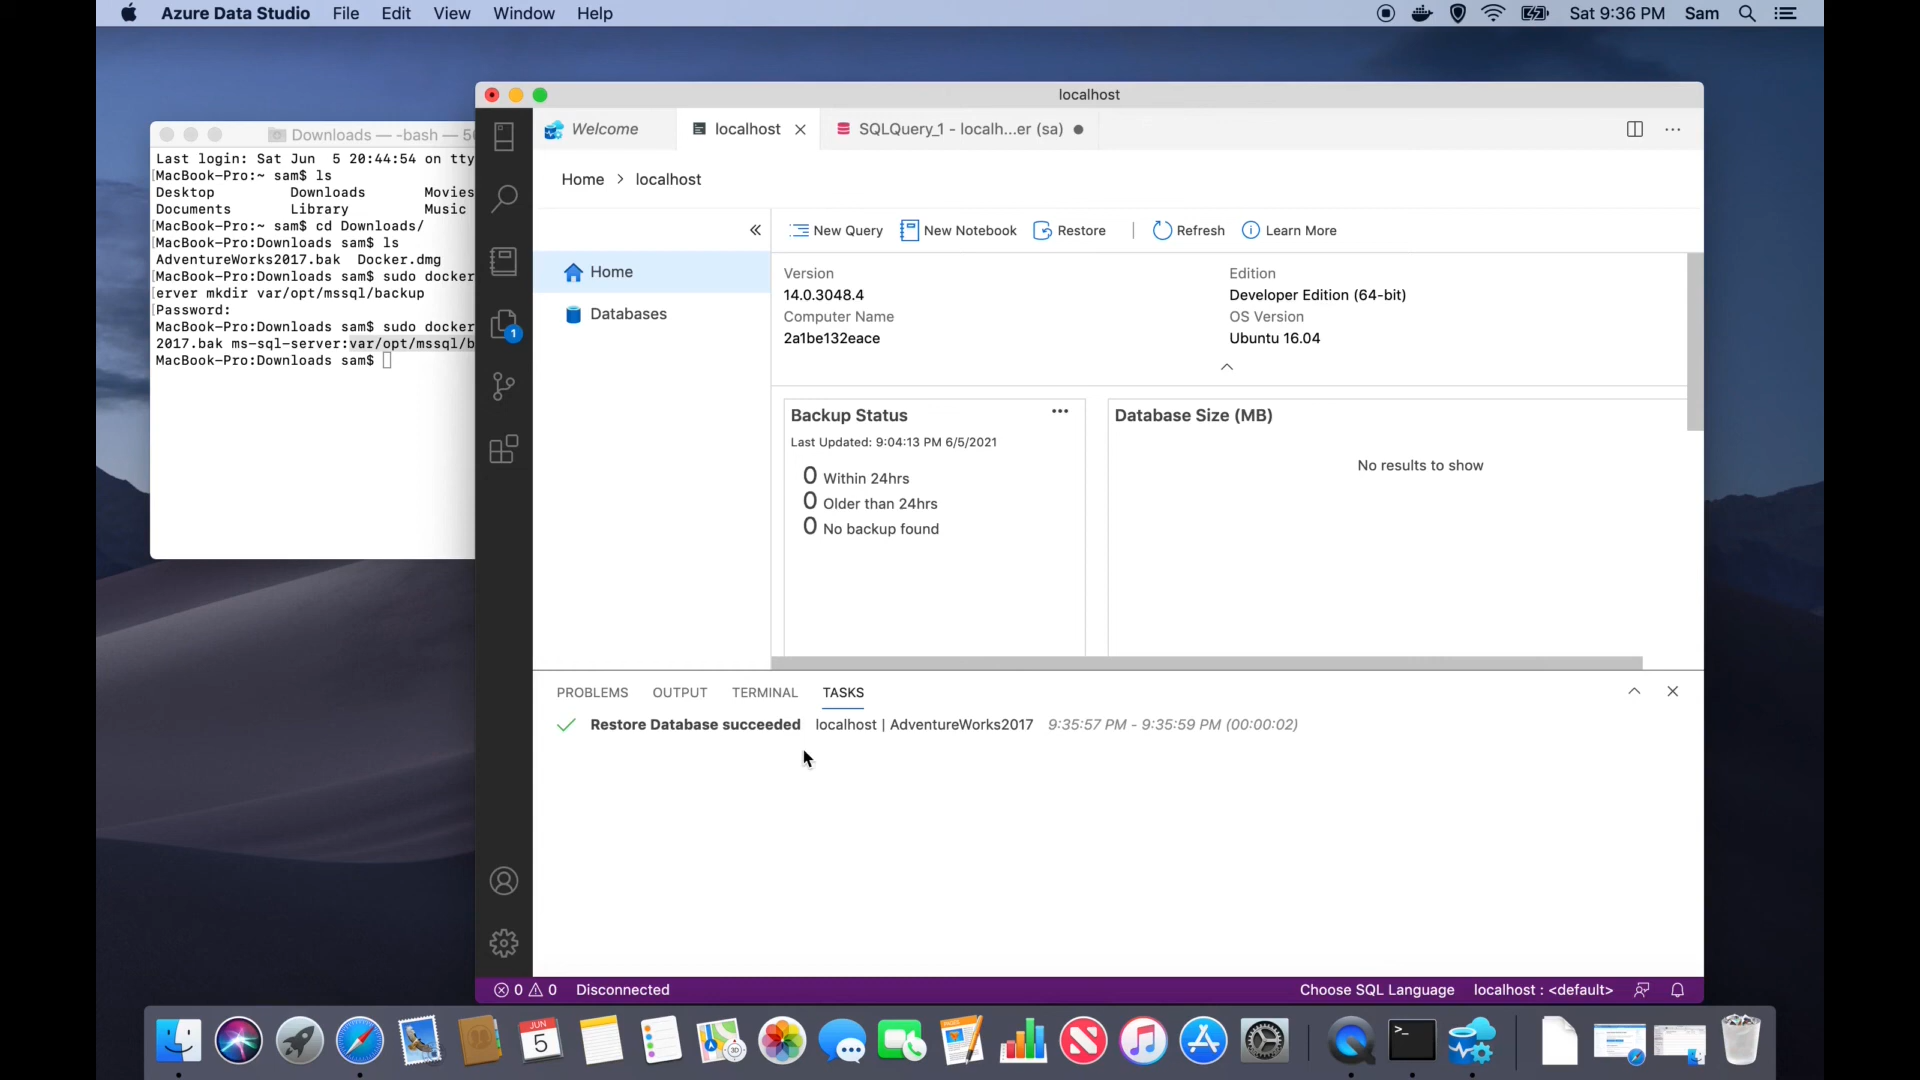 Azure Data Studio File Edit View Window Help
Sat 9:36 PM Sam
Downloads — -bash — 5
Last login: Sat Jun  5 20:44:54 on tty
[MacBook-Pro:~ sam$ ls
Desktop Downloads Movies
Documents Library Music
[MacBook-Pro:~ sam$ cd Downloads/
[MacBook-Pro:Downloads sam$ ls
AdventureWorks2017.bak  Docker.dmg
[MacBook-Pro:Downloads sam$ sudo docker
[erver mkdir var/opt/mssql/backup
[Password:
MacBook-Pro:Downloads sam$ sudo docker
2017.bak ms-sql-server:var/opt/mssql/b
MacBook-Pro:Downloads sam$
localhost
Welcome
localhost
SQLQuery_1 - localh...er (sa)
Home > localhost
1
«
Home
Databases
New Query New Notebook Restore | Refresh Learn More
Version
14.0.3048.4
Computer Name
2a1be132eace
Edition
Developer Edition (64-bit)
OS Version
Ubuntu 16.04
Backup Status
...
Last Updated: 9:04:13 PM 6/5/2021
0 Within 24hrs
0 Older than 24hrs
0 No backup found
Database Size (MB)
No results to show
PROBLEMS OUTPUT TERMINAL TASKS
Restore Database succeeded localhost | AdventureWorks2017 9:35:57 PM - 9:35:59 PM (00:00:02)
0 0 Disconnected
Choose SQL Language localhost : <default>
JUN
5
3D
>_